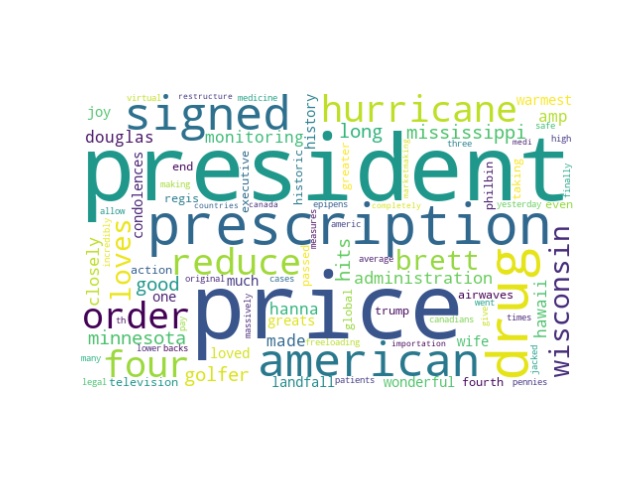 virtual restructure medicine
joy signed hurricane warmest
amp
douglas monitoring history long mississippi safe
president
end condolences executive historic greater marketmaking three medi high
making
regis countries canada epipens completely philbin taking yesterday even finally
allow measures americ
prescription
incredibly loves
closely reduce passed hits average brett drug wisconsin
action
good original much cases administration
one massively hanna global trump airwaves hawaii
order price
th pay greats canadians went give times
minnesota made freeloading importation wife jacked
lower backs
many four loved american
golfer
legal television landfall patients wonderful fourth pennies